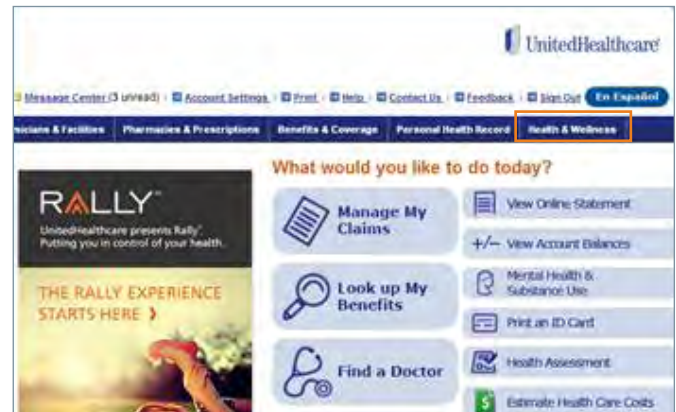 UnitedHealthcare
Message Center (3 unread) Account Settings Print Help Contact Us Feedback Sign Out En Español
sicians & Facilities Pharmacies & Prescriptions Benefits & Coverage Personal Health Record Health & Wellness
What would you like to do today?
RALLY™
UnitedHealthcare presents Rally.
Putting you in control of your health.
THE RALLY EXPERIENCE
STARTS HERE
Manage My
Claims
Look up My
Benefits
Find a Doctor
View Online Statement
+/- View Account Balances
Mental Health &
Substance Use
Print an ID Card
Health Assessment
$ Estimate Health Care Costs